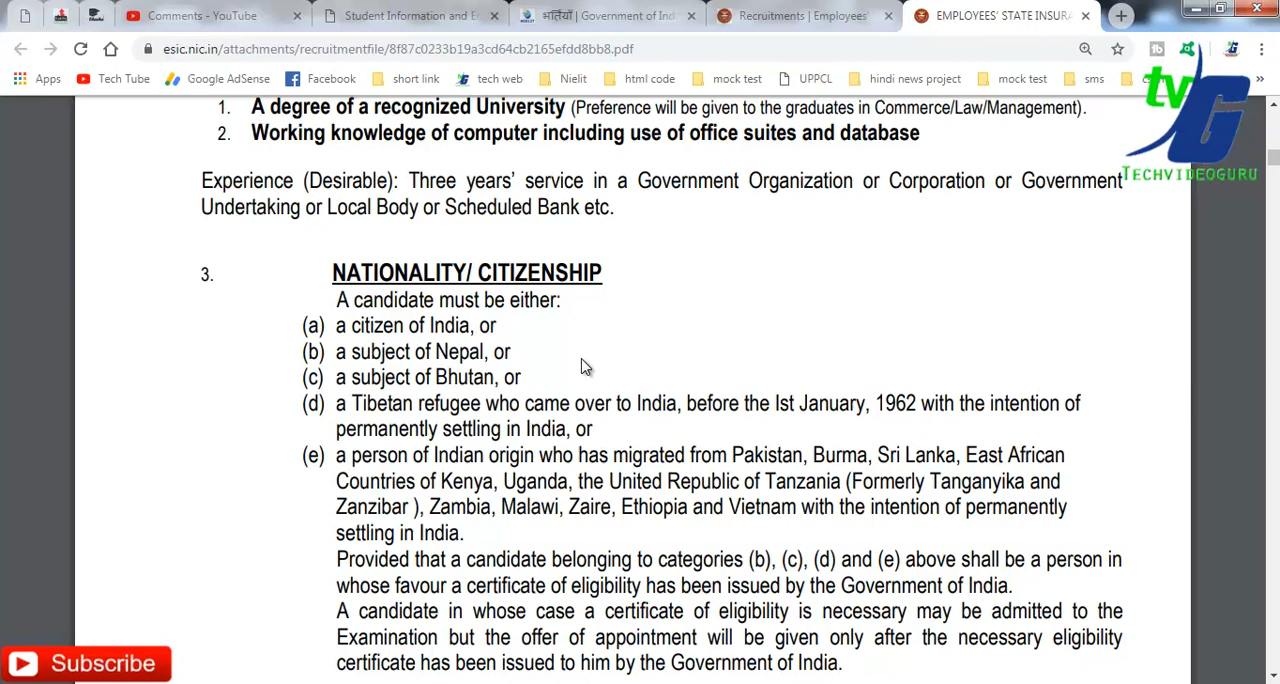 Comments - YouTube
Student Information and E
भर्तियाँ | Government of Ind
Recruitments | Employees'
EMPLOYEES' STATE INSURA
esic.nic.in/attachments/recruitmentfile/8f87c0233b19a3cd64cb2165efdd8bb8.pdf
Apps Tech Tube Google AdSense Facebook short link tech web Nielit html code mock test UPPCL hindi news project mock test sms
tv G
TECHVIDEOGURU
1. A degree of a recognized University (Preference will be given to the graduates in Commerce/Law/Management).
2. Working knowledge of computer including use of office suites and database
Experience (Desirable): Three years' service in a Government Organization or Corporation or Government
Undertaking or Local Body or Scheduled Bank etc.
3. NATIONALITY/ CITIZENSHIP
A candidate must be either:
(a) a citizen of India, or
(b) a subject of Nepal, or
(c) a subject of Bhutan, or
(d) a Tibetan refugee who came over to India, before the Ist January, 1962 with the intention of
permanently settling in India, or
(e) a person of Indian origin who has migrated from Pakistan, Burma, Sri Lanka, East African
Countries of Kenya, Uganda, the United Republic of Tanzania (Formerly Tanganyika and
Zanzibar ), Zambia, Malawi, Zaire, Ethiopia and Vietnam with the intention of permanently
settling in India.
Provided that a candidate belonging to categories (b), (c), (d) and (e) above shall be a person in
whose favour a certificate of eligibility has been issued by the Government of India.
A candidate in whose case a certificate of eligibility is necessary may be admitted to the
Examination but the offer of appointment will be given only after the necessary eligibility
certificate has been issued to him by the Government of India.
Subscribe